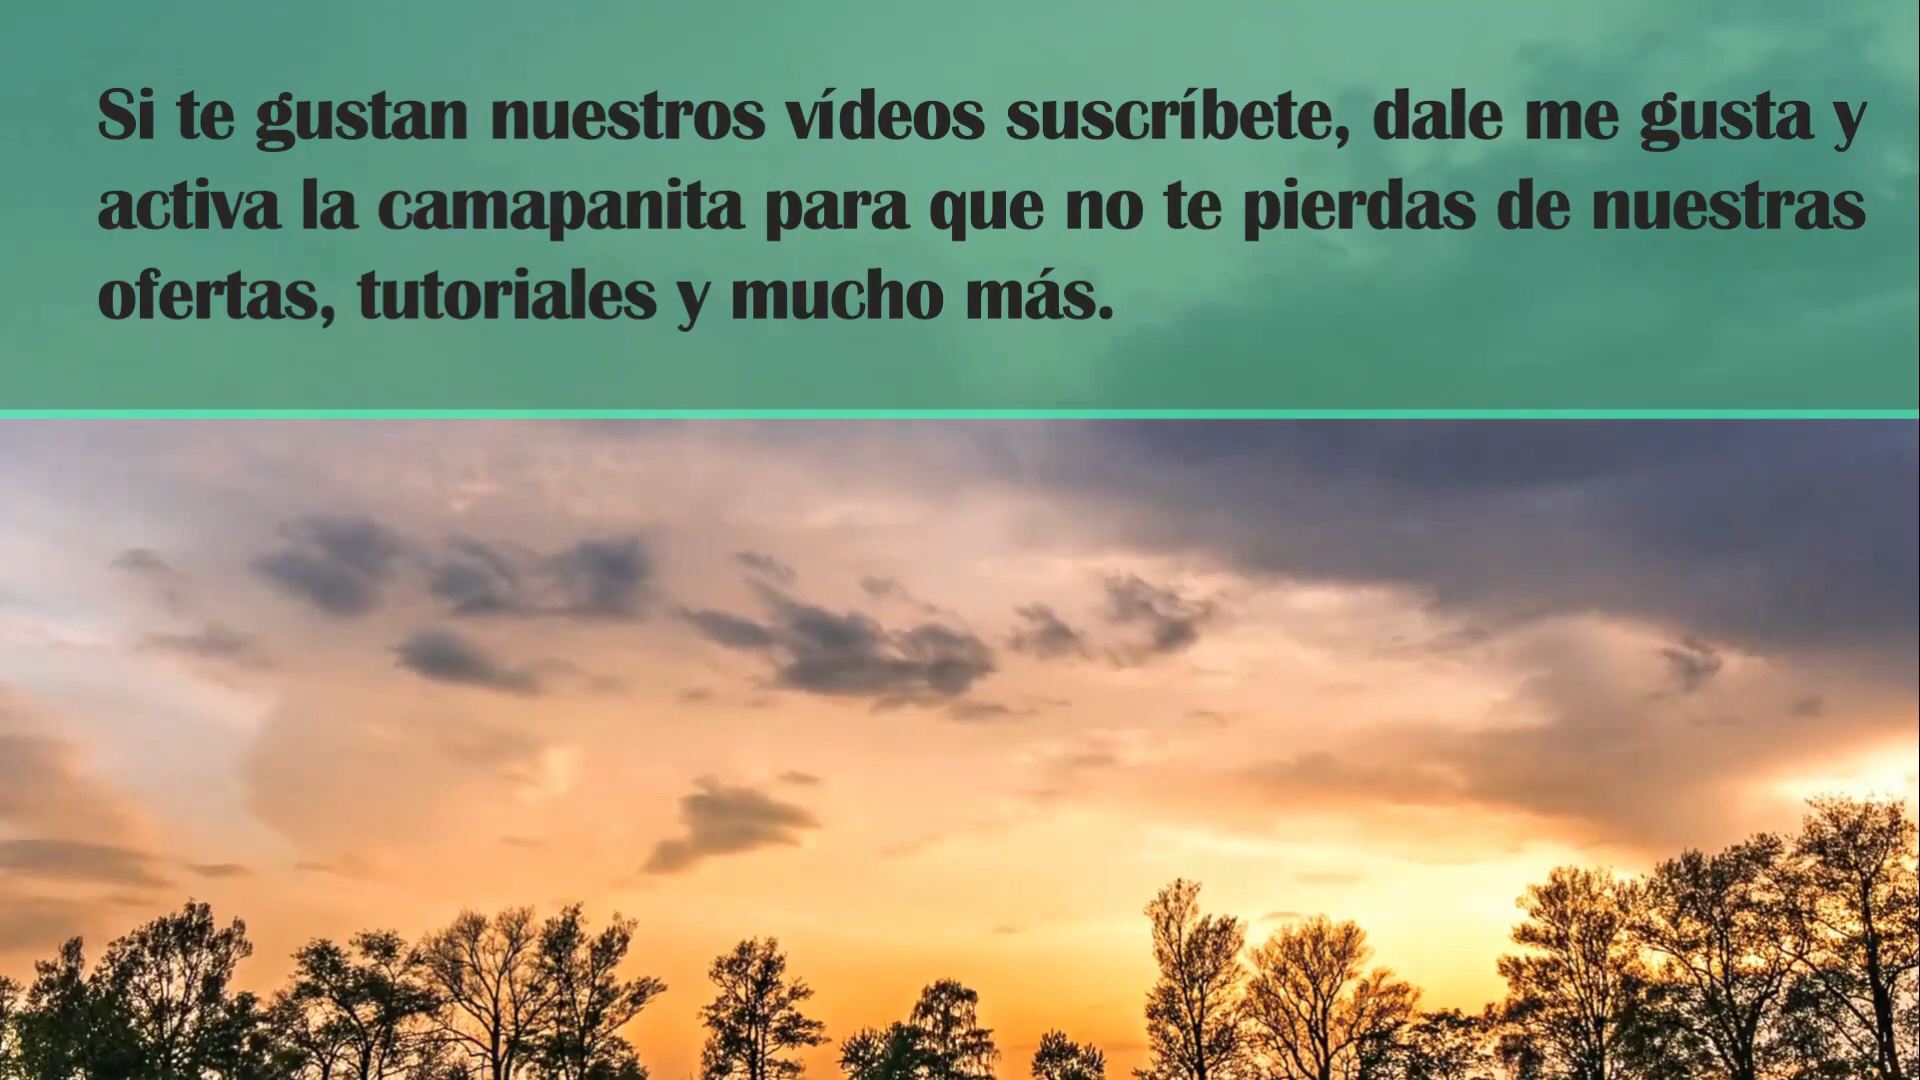 Si te gustan nuestros vídeos suscríbete, dale me gusta y
activa la camapanita para que no te pierdas de nuestras
ofertas, tutoriales y mucho más.